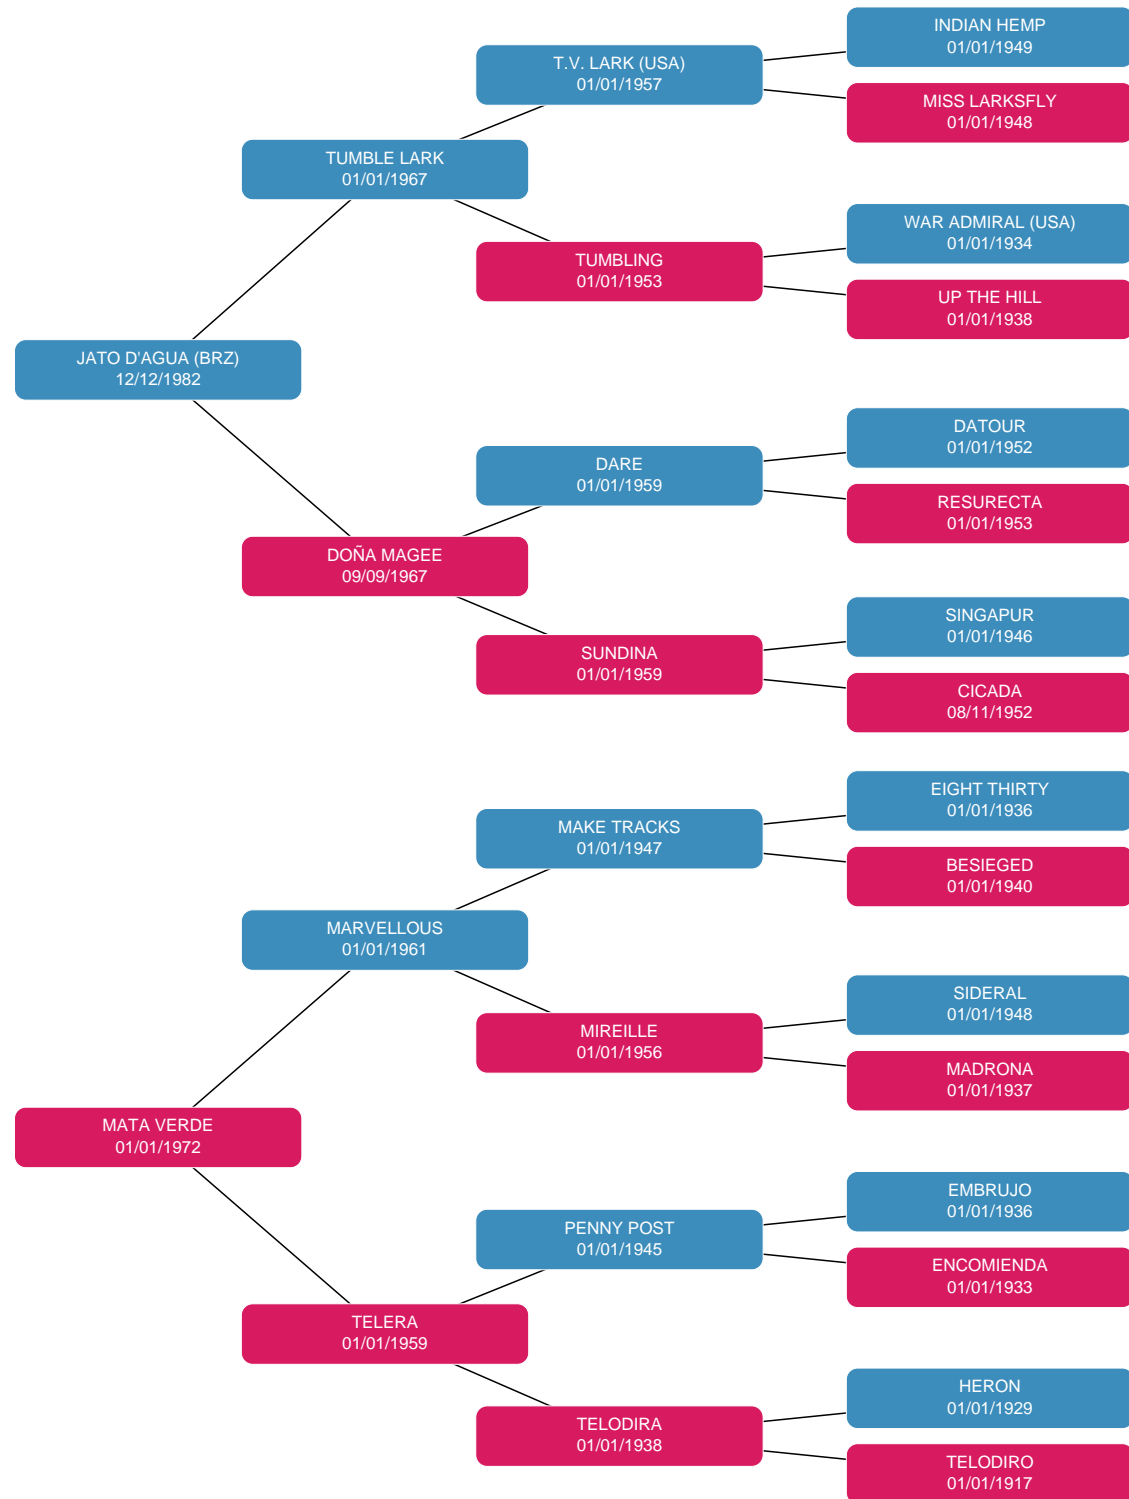 INDIAN HEMP
01/01/1949
T.V. LARK (USA)
01/01/1957
MISS LARKSFLY
01/01/1948
TUMBLE LARK
01/01/1967
WAR ADMIRAL (USA)
01/01/1934
TUMBLING
01/01/1953
UP THE HILL
01/01/1938
JATO D'AGUA (BRZ)
12/12/1982
DATOUR
01/01/1952
DARE
01/01/1959
RESURECTA
01/01/1953
DOÑA MAGEE
09/09/1967
SINGAPUR
01/01/1946
SUNDINA
01/01/1959
CICADA
08/11/1952
EIGHT THIRTY
01/01/1936
MAKE TRACKS
01/01/1947
BESIEGED
01/01/1940
MARVELLOUS
01/01/1961
SIDERAL
01/01/1948
MIREILLE
01/01/1956
MADRONA
01/01/1937
MATA VERDE
01/01/1972
EMBRUJO
01/01/1936
PENNY POST
01/01/1945
ENCOMIENDA
01/01/1933
TELERA
01/01/1959
HERON
01/01/1929
TELODIRA
01/01/1938
TELODIRO
01/01/1917